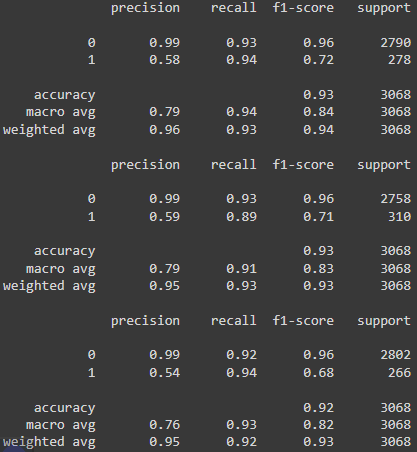 precision recall f1-score support
0 0.99 0.93 0.96 2790
1 0.58 0.94 0.72 278
accuracy 0.93 3068
macro avg 0.79 0.94 0.84 3068
weighted avg 0.96 0.93 0.94 3068
precision recall f1-score support
0 0.99 0.93 0.96 2758
1 0.59 0.89 0.71 310
accuracy 0.93 3068
macro avg 0.79 0.91 0.83 3068
weighted avg 0.95 0.93 0.93 3068
precision recall f1-score support
0 0.99 0.92 0.96 2802
1 0.54 0.94 0.68 266
accuracy 0.92 3068
macro avg 0.76 0.93 0.82 3068
weighted avg 0.95 0.92 0.93 3068